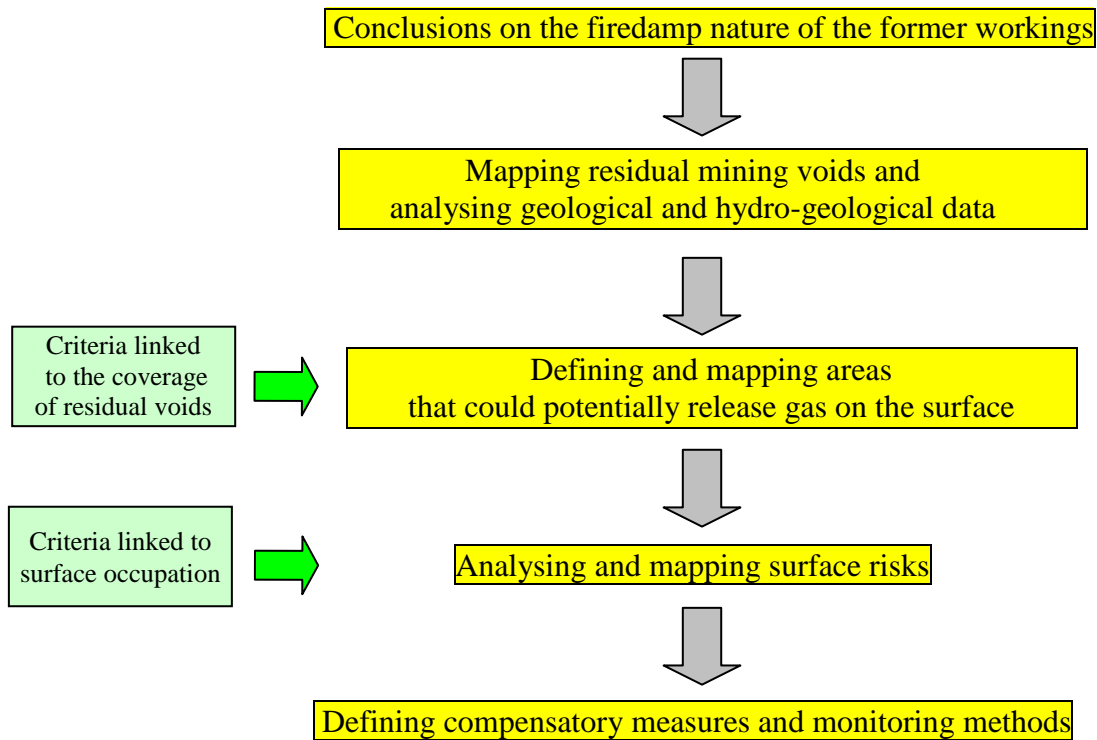 Conclusions on the firedamp nature of the former workings
Mapping residual mining voids and
analysing geological and hydro-geological data
Criteria linked
to the coverage
of residual voids
Defining and mapping areas
that could potentially release gas on the surface
Criteria linked to
surface occupation
Analysing and mapping surface risks
Defining compensatory measures and monitoring methods